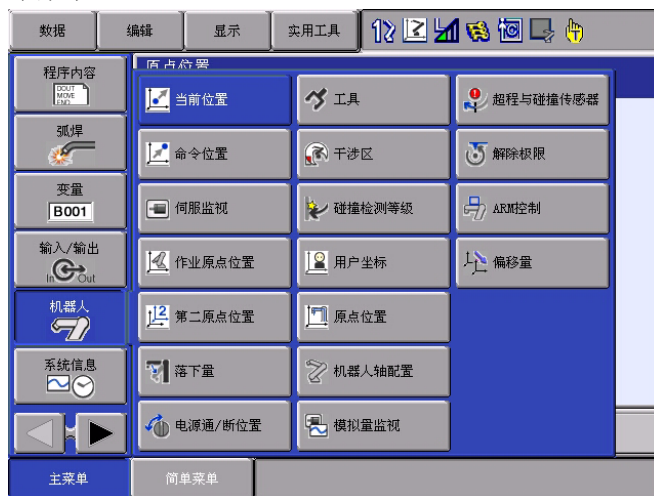 数据 编辑 显示 实用工具
原点位置
程序内容
DOUT
MOVE
END
弧焊
变量
B001
输入/输出
In Out
机器人
系统信息
当前位置 工具 超程与碰撞传感器
命令位置 干涉区 解除极限
伺服监视 碰撞检测等级 ARM控制
作业原点位置 用户坐标 偏移量
第二原点位置 原点位置
落下量 机器人轴配置
电源通/断位置 模拟量监视
主菜单 简单菜单